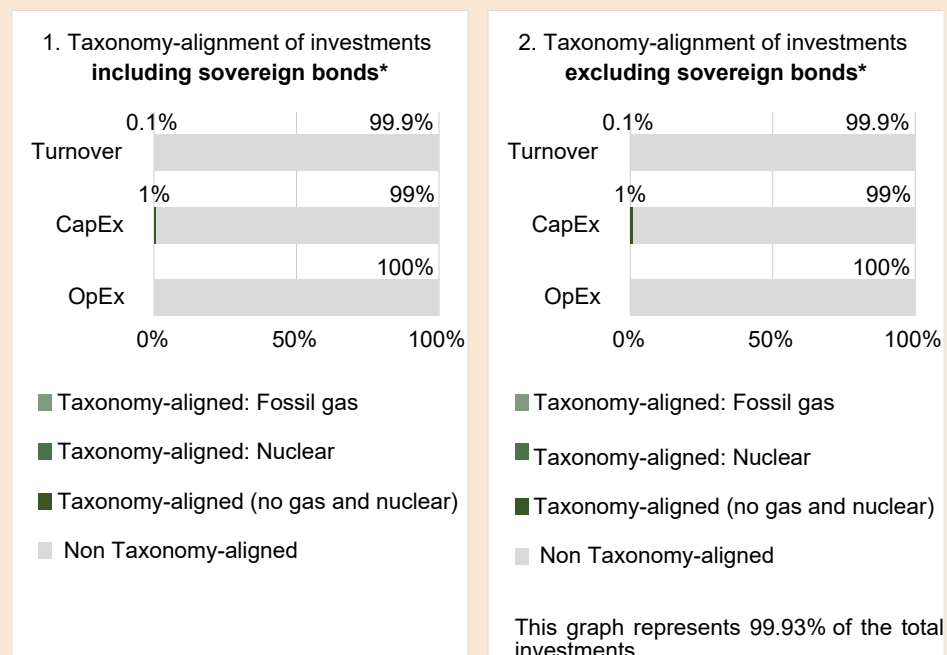 1. Taxonomy-alignment of investments
including sovereign bonds*
0.1% 99.9%
Turnover
1% 99%
CapEx
100%
OpEx
0% 50% 100%
Taxonomy-aligned: Fossil gas
Taxonomy-aligned: Nuclear
Taxonomy-aligned (no gas and nuclear)
Non Taxonomy-aligned
2. Taxonomy-alignment of investments
excluding sovereign bonds*
0.1% 99.9%
Turnover
1% 99%
CapEx
100%
OpEx
0% 50% 100%
Taxonomy-aligned: Fossil gas
Taxonomy-aligned: Nuclear
Taxonomy-aligned (no gas and nuclear)
Non Taxonomy-aligned
This graph represents 99.93% of the total
investments